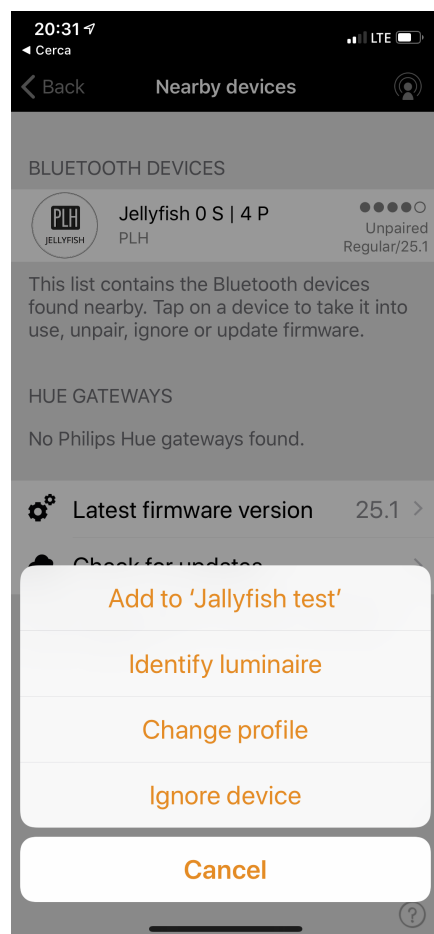 20:31
LTE
◀ Cerca
Back
Nearby devices
BLUETOOTH DEVICES
PLH
JELLYFISH
Jellyfish 0 S | 4 P
PLH
Unpaired
Regular/25.1
This list contains the Bluetooth devices
found nearby. Tap on a device to take it into
use, unpair, ignore or update firmware.
HUE GATEWAYS
No Philips Hue gateways found.
Latest firmware version
25.1
Check for updates
Add to ‘Jallyfish test’
Identify luminaire
Change profile
Ignore device
Cancel
?